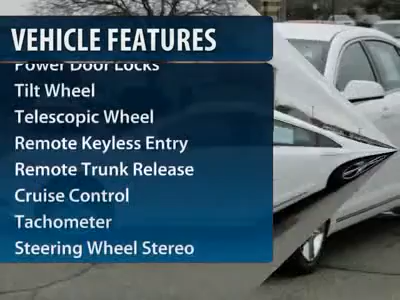 VEHICLE FEATURES
Power Door Locks
Tilt Wheel
Telescopic Wheel
Remote Keyless Entry
Remote Trunk Release
Cruise Control
Tachometer
Steering Wheel Stereo